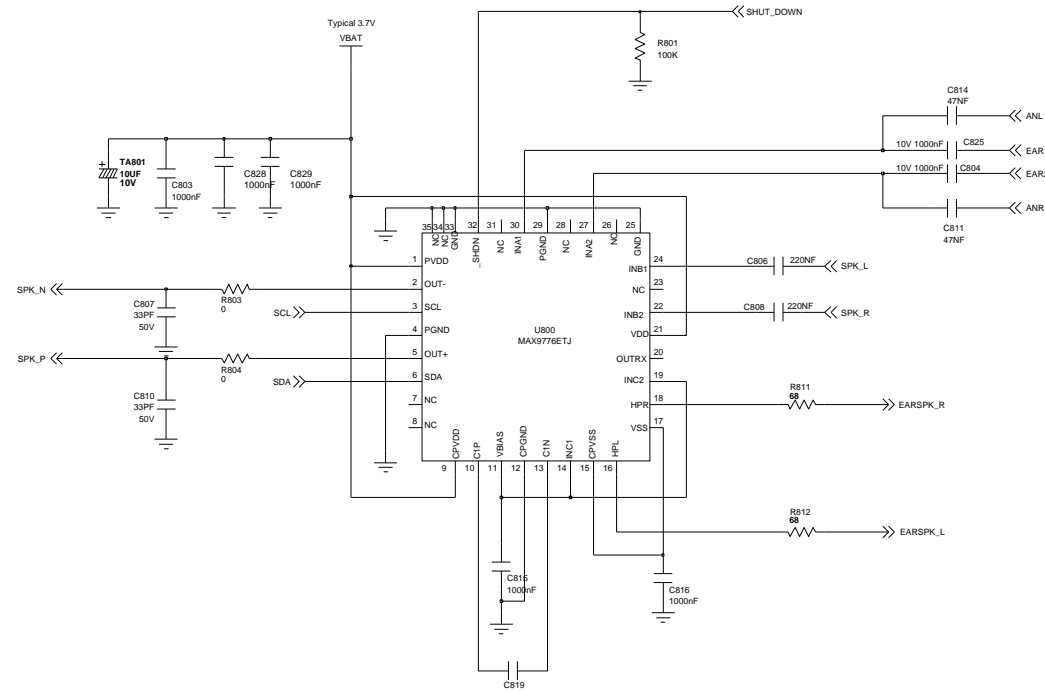 Typical 3.7V
VBAT
SHUT_DOWN
R801
100K
C814
47NF
ANL
10V 1000nF
C825
EAR
10V 1000nF
C804
ANR
C811
47NF
TA801
10UF
10V
C803
1000nF
C828
1000nF
C829
1000nF
35
34
33
32
31
30
29
28
27
26
25
NC
NC
GND
_SHDN
NC
INA1
PGND
NC
INA2
NC
GND
1
PVDD
2
OUT-
3
SCL
4
PGND
5
OUT+
6
SDA
7
NC
8
NC
U800
MAX9776ETJ
INB1
24
NC
23
INB2
22
VDD
21
OUTRX
20
INC2
19
HPR
18
VSS
17
CPVDD
C1P
VBIAS
CPGND
C1N
INC1
CPVSS
HPL
9
10
11
12
13
14
15
16
SPK_N
C807
33PF
50V
R803
0
SCL
SPK_P
R804
0
SDA
C810
33PF
50V
C806
220NF
SPK_L
C808
220NF
SPK_R
R811
68
EARSPK_R
R812
68
EARSPK_L
C815
1000nF
C816
1000nF
C819